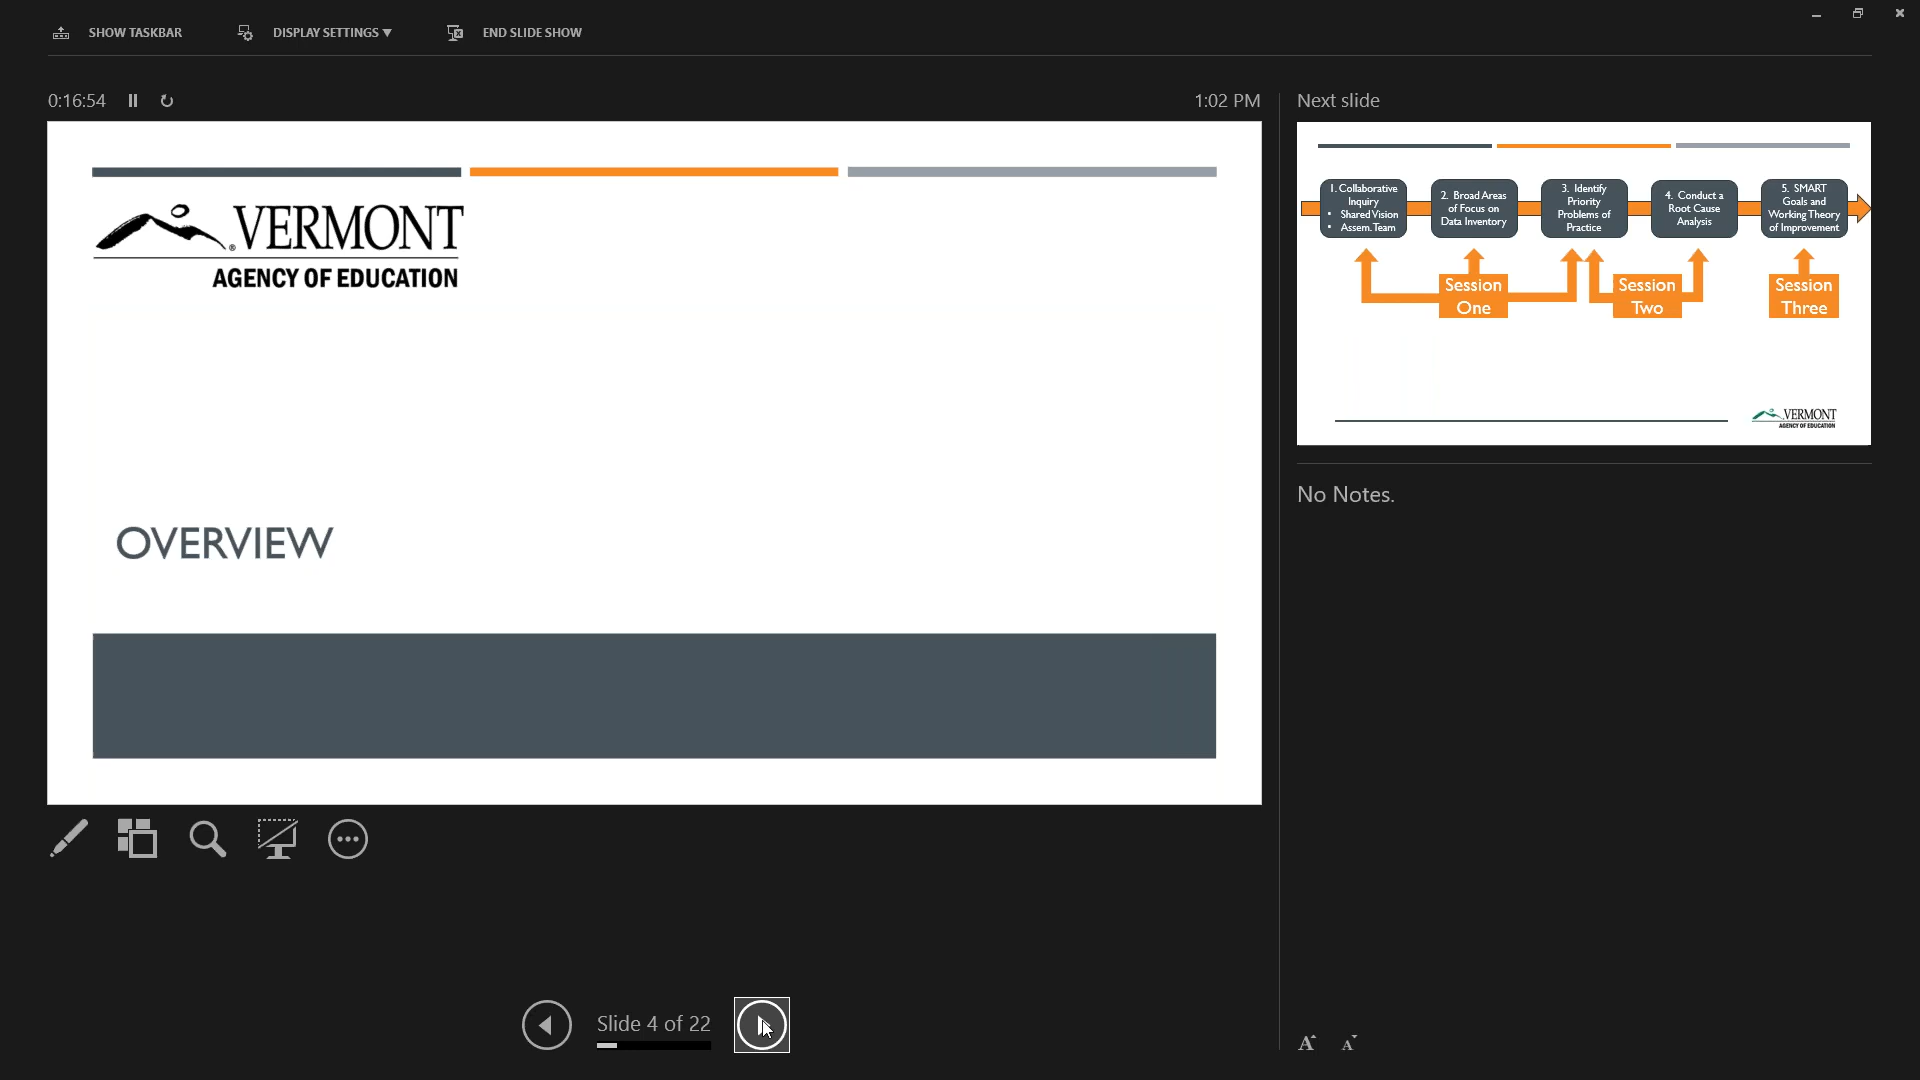 SHOW TASKBAR
DISPLAY SETTINGS ▼
END SLIDE SHOW
0:16:54
1:02 PM
Next slide
VERMONT
AGENCY OF EDUCATION
OVERVIEW
1. Collaborative
Inquiry
• Shared Vision
• Assem. Team
2. Broad Areas
of Focus on
Data Inventory
3. Identify
Priority
Problems of
Practice
4. Conduct a
Root Cause
Analysis
5. SMART
Goals and
Working Theory
of Improvement
Session
One
Session
Two
Session
Three
VERMONT
AGENCY OF EDUCATION
No Notes.
Slide 4 of 22
A
A